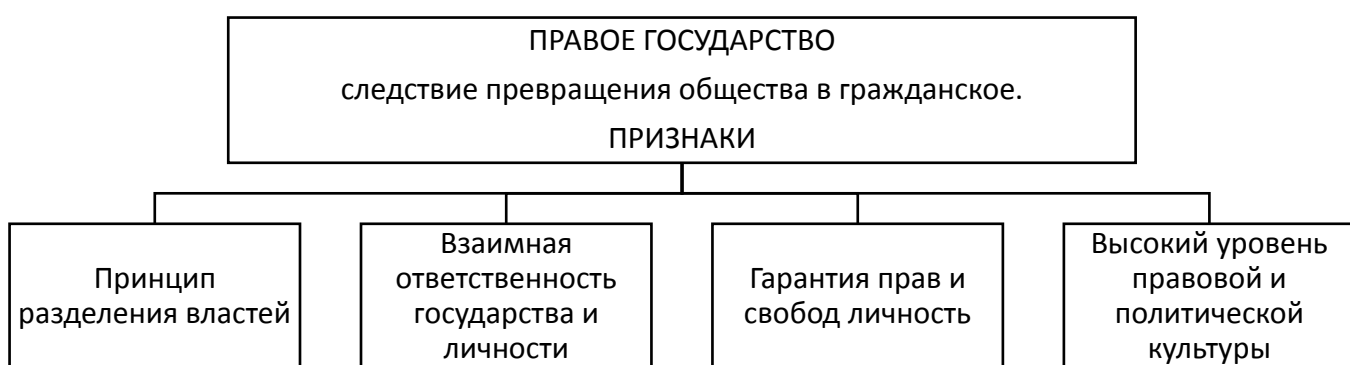 ПРАВОЕ ГОСУДАРСТВО
следствие превращения общества в гражданское.
ПРИЗНАКИ
Принцип
разделения властей
Взаимная
ответственность
государства и
личности
Гарантия прав и
свобод личность
Высокий уровень
правовой и
политической
культуры